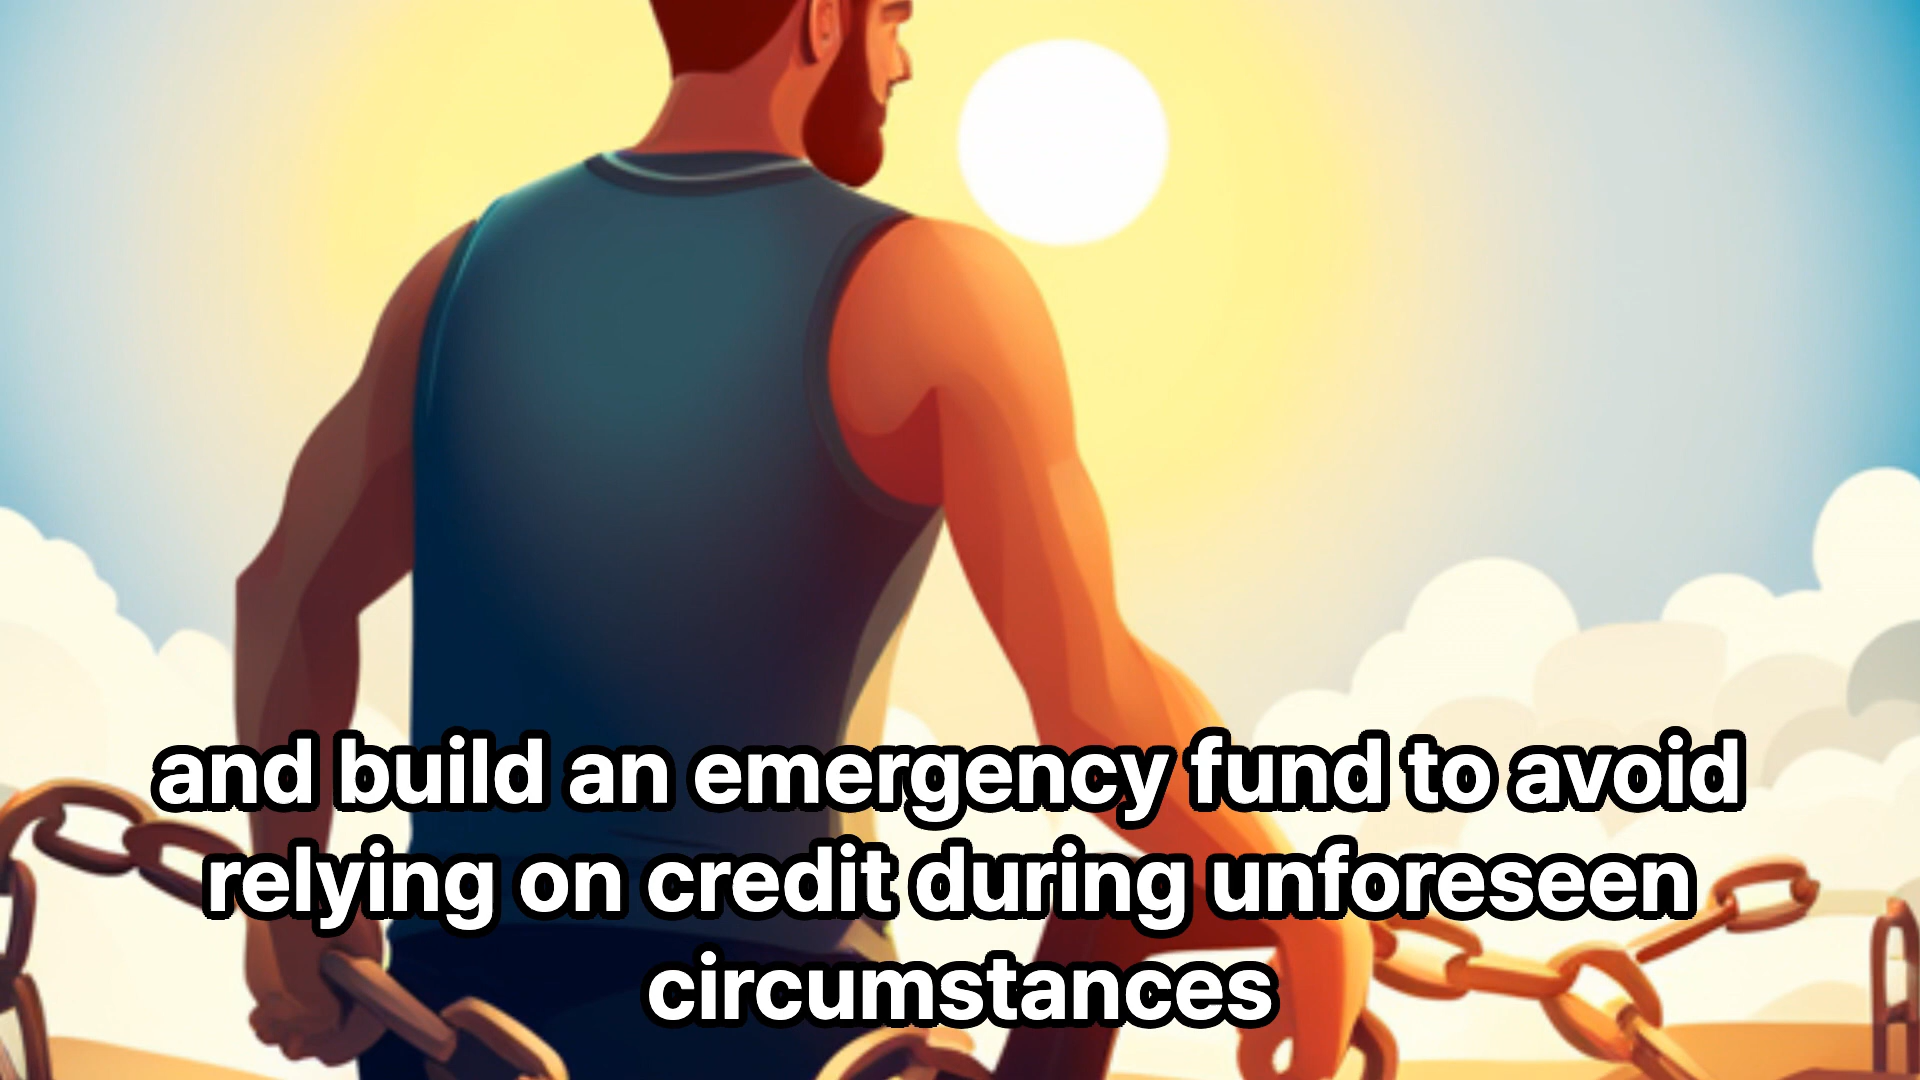 and build an emergency fund to avoid
relying on credit during unforeseen
circumstances